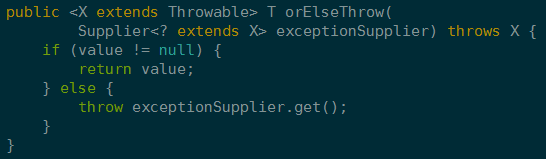 public <X extends Throwable> T orElseThrow(
        Supplier<? extends X> exceptionSupplier) throws X {
    if (value != null) {
        return value;
    } else {
        throw exceptionSupplier.get();
    }
}